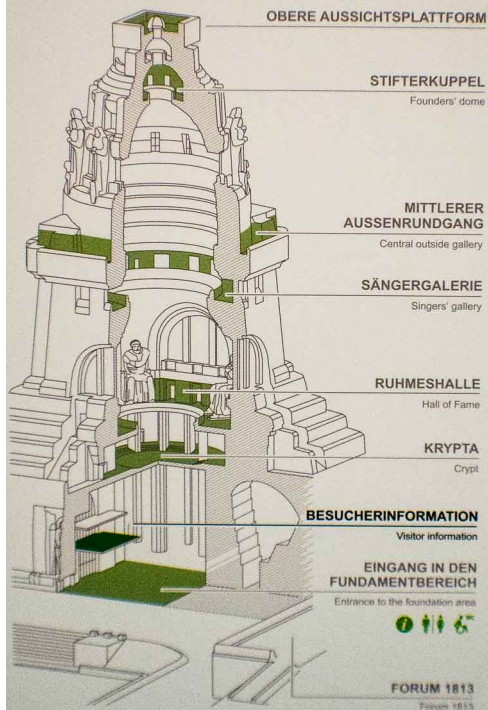 OBERE AUSSICHTSPLATTFORM
STIFTERKUPPEL
Founders' dome
MITTLERER
AUSSENRUNDGANG
Central outside gallery
SÄNGERGALERIE
Singers' gallery
RUHMESHALLE
Hall of Fame
KRYPTA
Crypt
BESUCHERINFORMATION
Visitor information
EINGANG IN DEN
FUNDAMENTBEREICH
Entrance to the foundation area
WC
FORUM 1813
Forum 1813